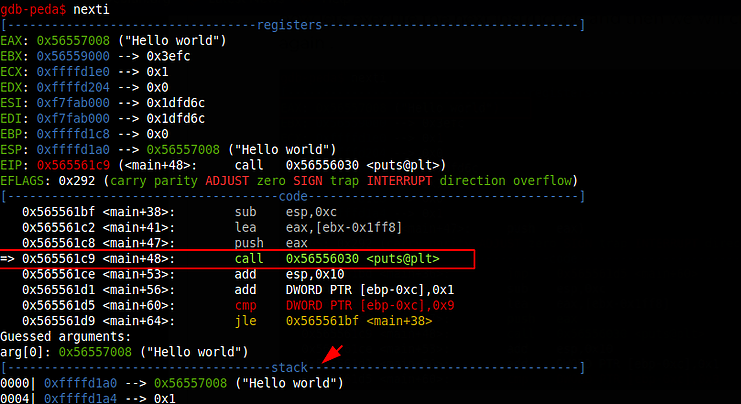 gdb-peda$ nexti
[----------------------------------registers-----------------------------------]
EAX: 0x56557008 ("Hello world")
EBX: 0x56559000 --> 0x3efc
ECX: 0xffffd1e0 --> 0x1
EDX: 0xffffd204 --> 0x0
ESI: 0xf7fab000 --> 0x1dfd6c
EDI: 0xf7fab000 --> 0x1dfd6c
EBP: 0xffffd1c8 --> 0x0
ESP: 0xffffd1a0 --> 0x56557008 ("Hello world")
EIP: 0x565561c9 (<main+48>: call 0x56556030 <puts@plt>)
EFLAGS: 0x292 (carry parity ADJUST zero SIGN trap INTERRUPT direction overflow)
[-------------------------------------code-------------------------------------]
0x565561bf <main+38>: sub esp,0xc
0x565561c2 <main+41>: lea eax,[ebx-0x1ff8]
0x565561c8 <main+47>: push eax
=> 0x565561c9 <main+48>: call 0x56556030 <puts@plt>
0x565561ce <main+53>: add esp,0x10
0x565561d1 <main+56>: add DWORD PTR [ebp-0xc],0x1
0x565561d5 <main+60>: cmp DWORD PTR [ebp-0xc],0x9
0x565561d9 <main+64>: jle 0x565561bf <main+38>
Guessed arguments:
arg[0]: 0x56557008 ("Hello world")
[------------------------------------stack-------------------------------------]
0000| 0xffffd1a0 --> 0x56557008 ("Hello world")
0004| 0xffffd1a4 --> 0x1